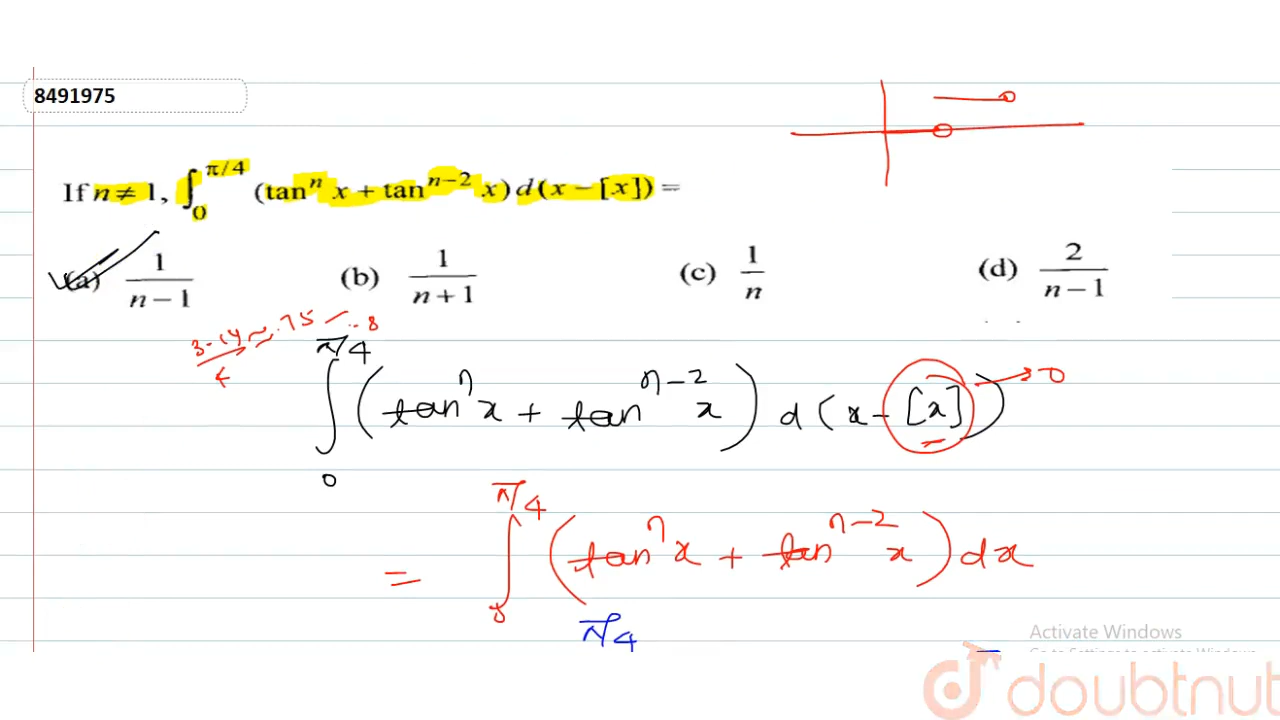 8491975
If n ≠ 1, ∫₀^{π/4} (tanⁿ x + tanⁿ⁻² x) d(x − [x]) =
(a) 1/(n − 1) (b) 1/(n + 1) (c) 1/n (d) 2/(n − 1)
3.14/4 ≈ .75 – .8
∫₀^{π/4} (tanⁿ x + tanⁿ⁻² x) d(x − [x]) → 0
= ∫₀^{π/4} (tanⁿ x + tanⁿ⁻² x) dx
π/4
Activate Windows
doubtnut